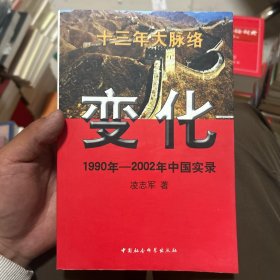 十三年大脉络
变化
1990年—2002年中国实录
凌志军 著
中国社会科学出版社